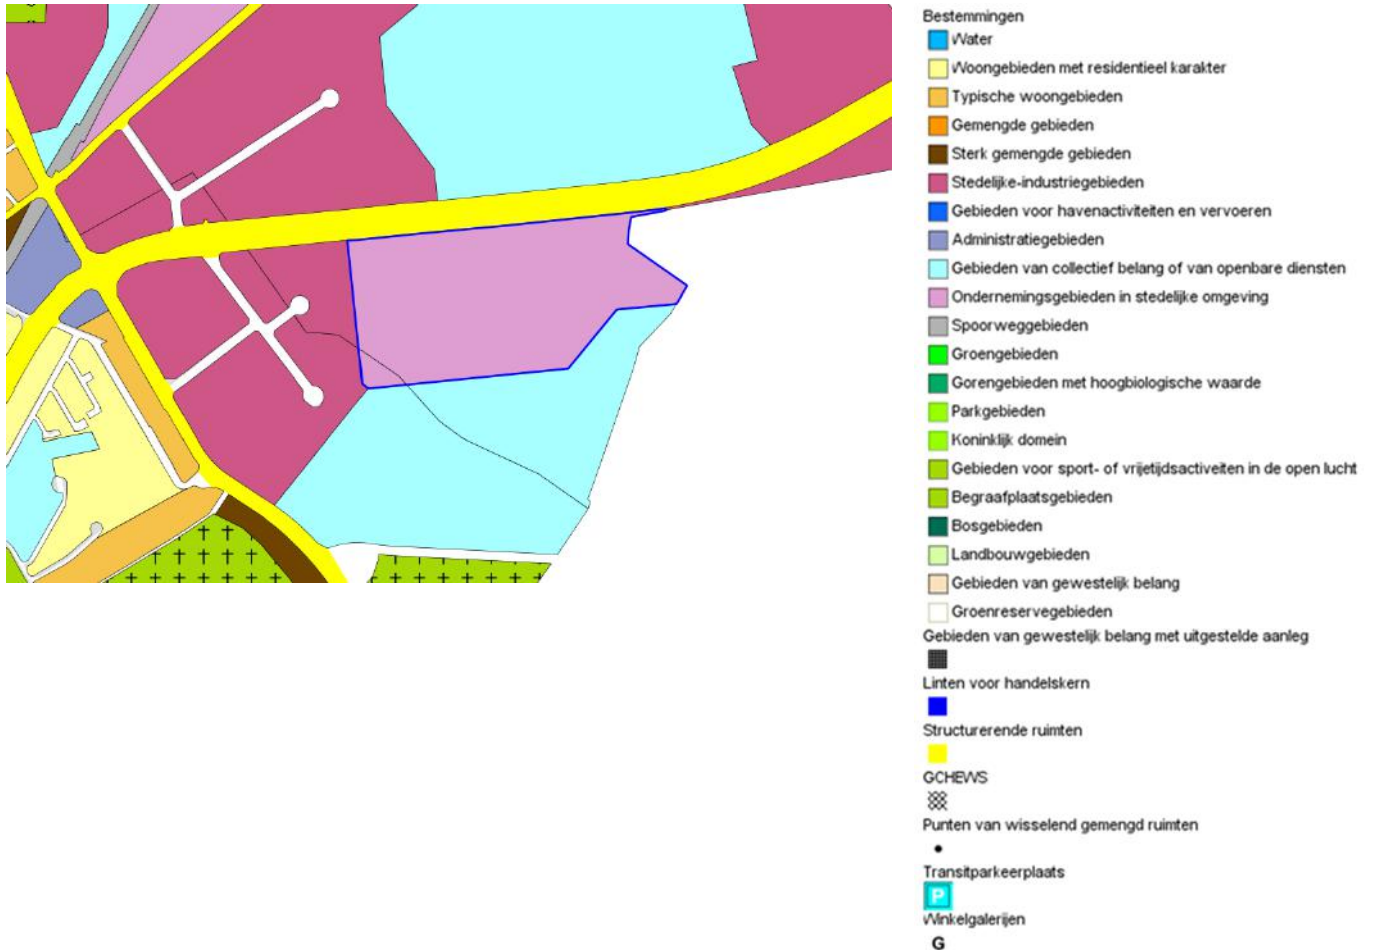 Bestemmingen
Water
Woongebieden met residentieel karakter
Typische woongebieden
Gemengde gebieden
Sterk gemengde gebieden
Stedelijke-industriegebieden
Gebieden voor havenactiviteiten en vervoeren
Administratiegebieden
Gebieden van collectief belang of van openbare diensten
Ondernemingsgebieden in stedelijke omgeving
Spoorweggebieden
Groengebieden
Gorengebieden met hoogbiologische waarde
Parkgebieden
Koninklijk domein
Gebieden voor sport- of vrijetijdsactiveiten in de open lucht
Begraafplaatsgebieden
Bosgebieden
Landbouwgebieden
Gebieden van gewestelijk belang
Groenreservegebieden
Gebieden van gewestelijk belang met uitgestelde aanleg
Linten voor handelskern
Structurerende ruimten
GCHEWS
Punten van wisselend gemengd ruimten
Transitparkeerplaats
P
Winkelgalerijen
G